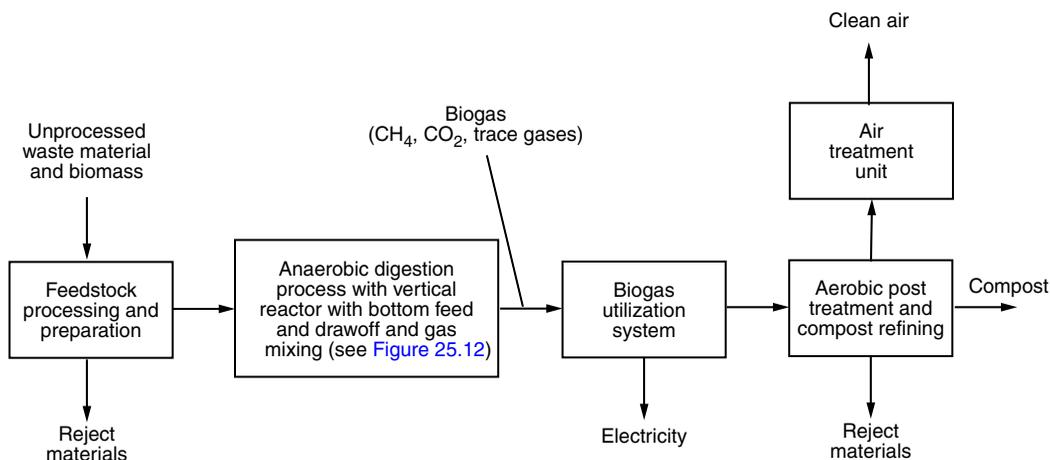 Clean air
Biogas
(CH₄, CO₂, trace gases)
Unprocessed
waste material
and biomass
Air
treatment
unit
Feedstock
processing and
preparation
Anaerobic digestion
process with vertical
reactor with bottom feed
and drawoff and gas
mixing (see Figure 25.12)
Biogas
utilization
system
Aerobic post
treatment and
compost refining
Compost
Reject
materials
Electricity
Reject
materials